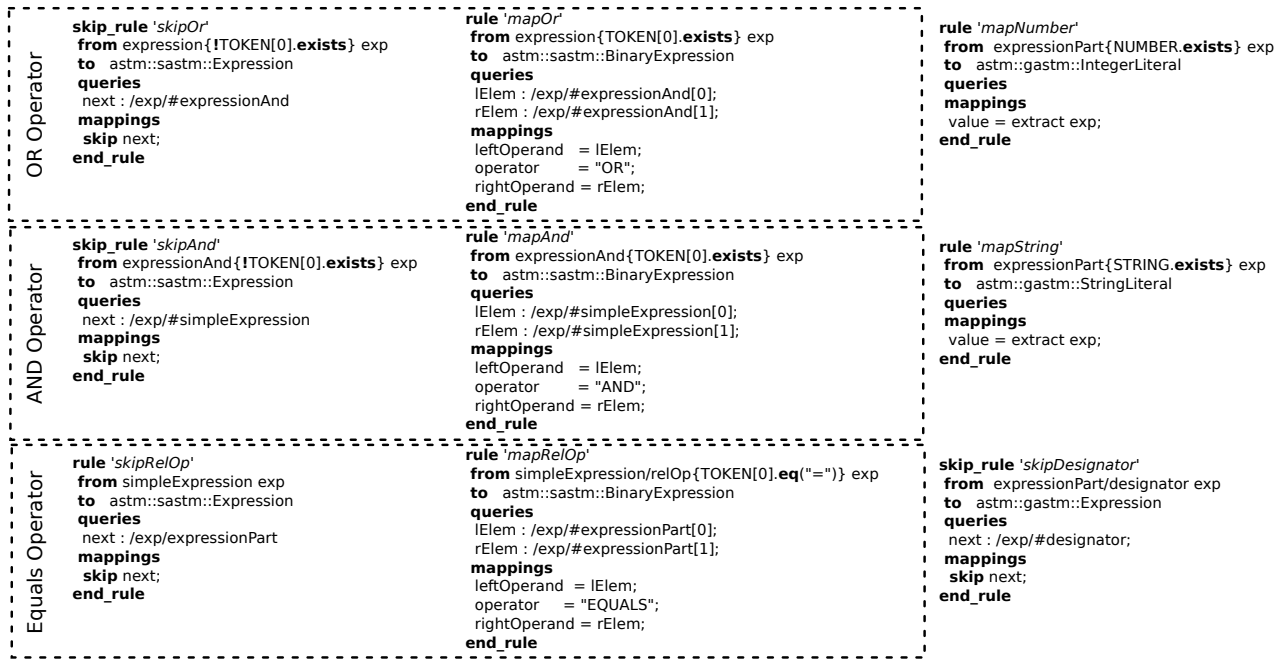 OR Operator
skip_rule 'skipOr'
from expression{!TOKEN[0].exists} exp
to astm::sastm::Expression
queries
next : /exp/#expressionAnd
mappings
skip next;
end_rule
rule 'mapOr'
from expression{TOKEN[0].exists} exp
to astm::sastm::BinaryExpression
queries
lElem : /exp/#expressionAnd[0];
rElem : /exp/#expressionAnd[1];
mappings
leftOperand = lElem;
operator = "OR";
rightOperand = rElem;
end_rule
rule 'mapNumber'
from expressionPart{NUMBER.exists} exp
to astm::gastm::IntegerLiteral
queries
mappings
value = extract exp;
end_rule
AND Operator
skip_rule 'skipAnd'
from expressionAnd{!TOKEN[0].exists} exp
to astm::sastm::Expression
queries
next : /exp/#simpleExpression
mappings
skip next;
end_rule
rule 'mapAnd'
from expressionAnd{TOKEN[0].exists} exp
to astm::sastm::BinaryExpression
queries
lElem : /exp/#simpleExpression[0];
rElem : /exp/#simpleExpression[1];
mappings
leftOperand = lElem;
operator = "AND";
rightOperand = rElem;
end_rule
rule 'mapString'
from expressionPart{STRING.exists} exp
to astm::gastm::StringLiteral
queries
mappings
value = extract exp;
end_rule
Equals Operator
rule 'skipRelOp'
from simpleExpression exp
to astm::sastm::Expression
queries
next : /exp/expressionPart
mappings
skip next;
end_rule
rule 'mapRelOp'
from simpleExpression/relOp{TOKEN[0].eq("=")} exp
to astm::sastm::BinaryExpression
queries
lElem : /exp/#expressionPart[0];
rElem : /exp/#expressionPart[1];
mappings
leftOperand = lElem;
operator = "EQUALS";
rightOperand = rElem;
end_rule
skip_rule 'skipDesignator'
from expressionPart/designator exp
to astm::gastm::Expression
queries
next : /exp/#designator;
mappings
skip next;
end_rule